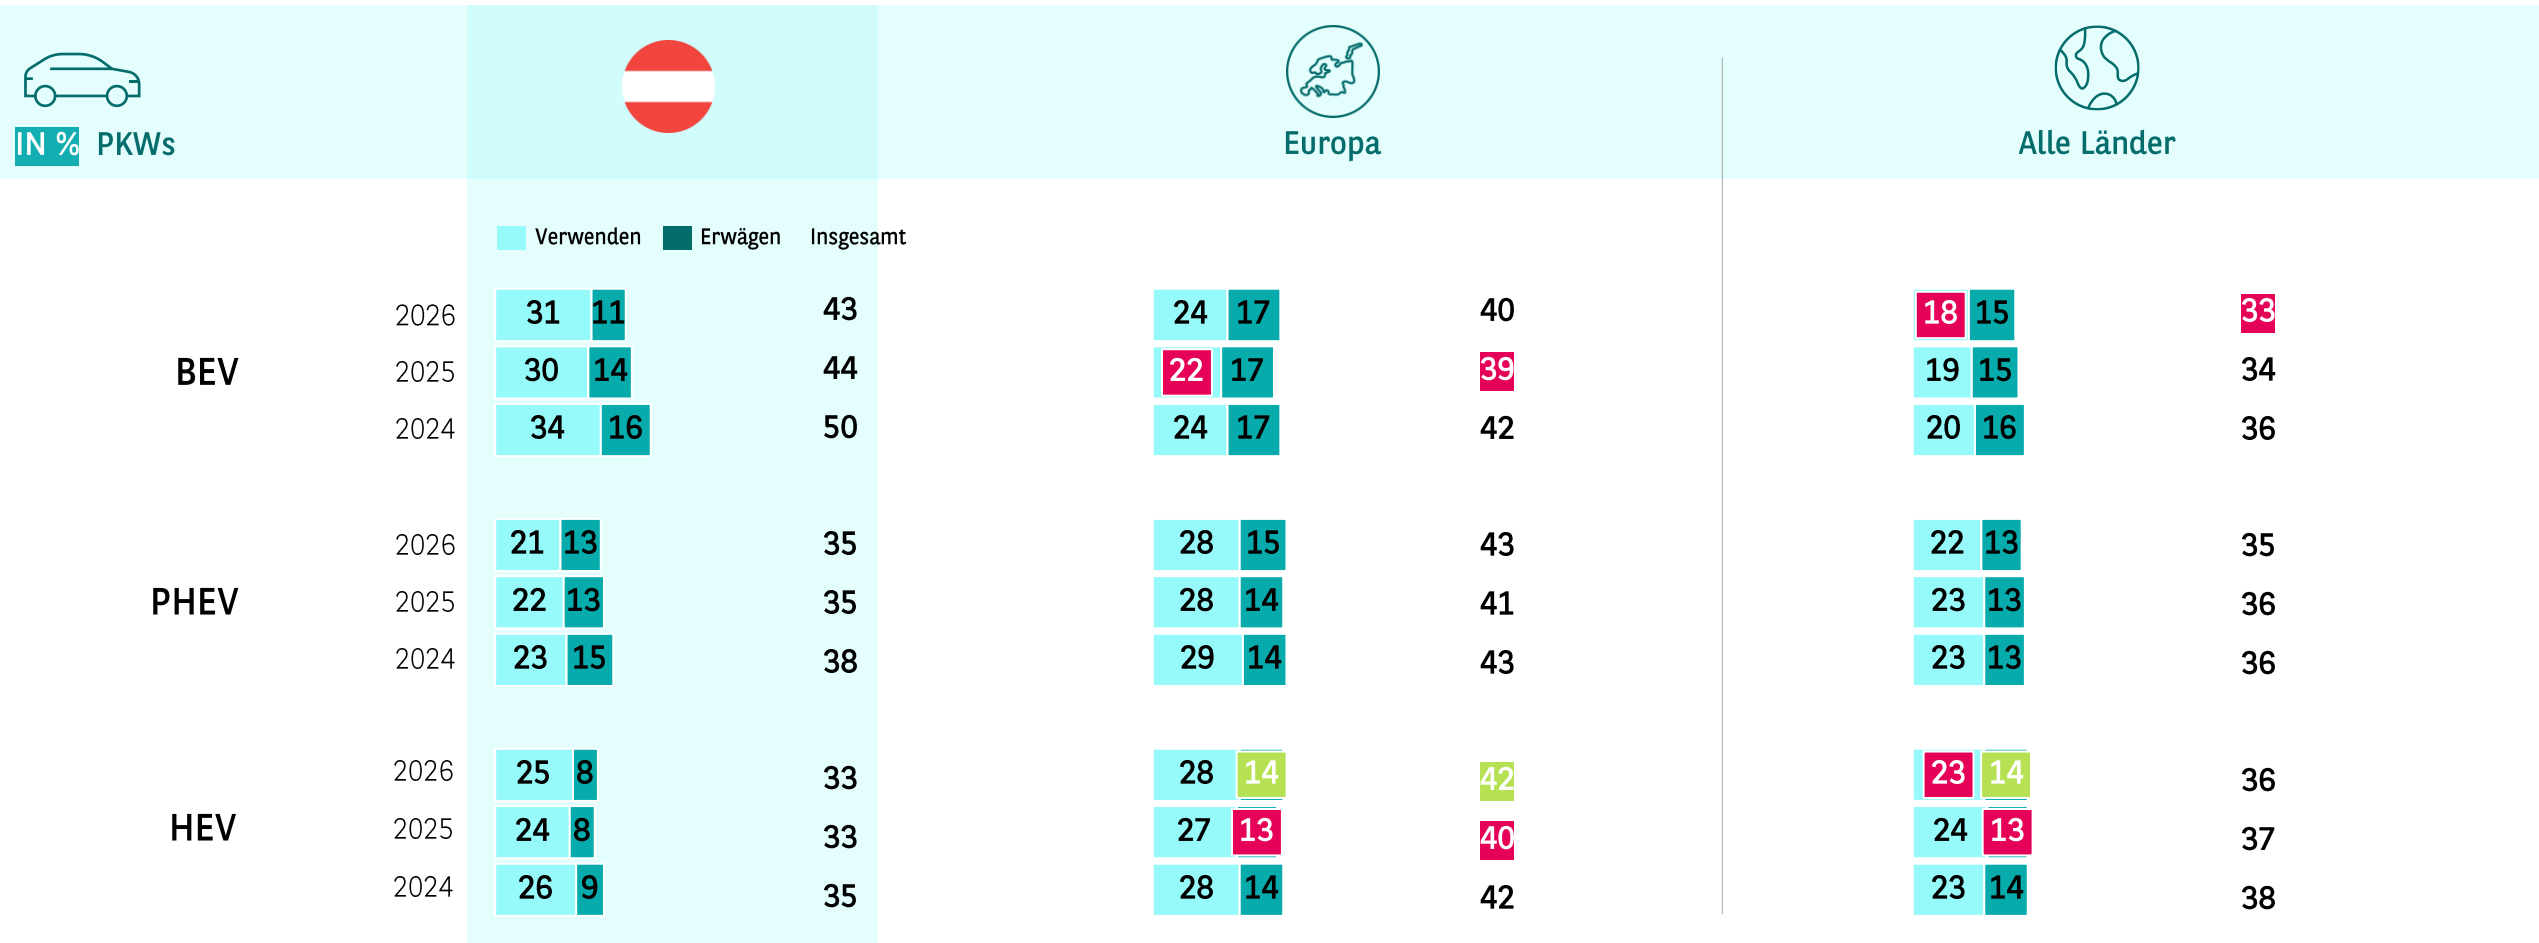 IN % PKWs
Europa
Alle Länder
Verwenden Erwägen Insgesamt
BEV
2026 31 11 43 24 17 40 18 15 33
2025 30 14 44 22 17 39 19 15 34
2024 34 16 50 24 17 42 20 16 36
PHEV
2026 21 13 35 28 15 43 22 13 35
2025 22 13 35 28 14 41 23 13 36
2024 23 15 38 29 14 43 23 13 36
HEV
2026 25 8 33 28 14 42 23 14 36
2025 24 8 33 27 13 40 24 13 37
2024 26 9 35 28 14 42 23 14 38